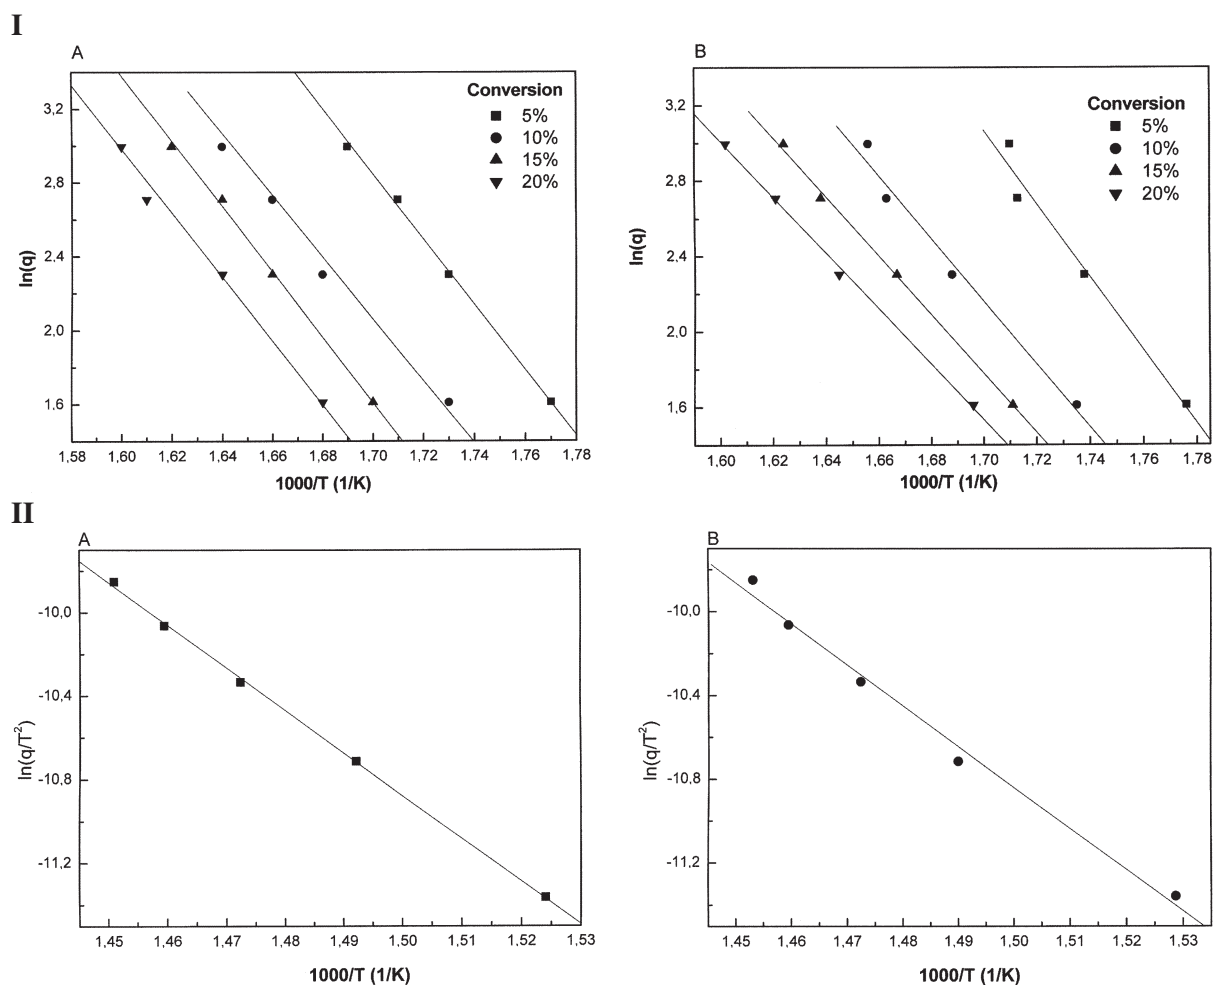 I
A
Conversion
5%
10%
15%
20%
3,2
2,8
2,4
2,0
1,6
ln(q)
1,58 1,60 1,62 1,64 1,66 1,68 1,70 1,72 1,74 1,76 1,78
1000/T (1/K)
B
Conversion
5%
10%
15%
20%
3,2
2,8
2,4
2,0
1,6
ln(q)
1,60 1,62 1,64 1,66 1,68 1,70 1,72 1,74 1,76 1,78
1000/T (1/K)
II
A
-10,0
-10,4
-10,8
-11,2
ln(q/T²)
1,45 1,46 1,47 1,48 1,49 1,50 1,51 1,52 1,53
1000/T (1/K)
B
-10,0
-10,4
-10,8
-11,2
ln(q/T²)
1,45 1,46 1,47 1,48 1,49 1,50 1,51 1,52 1,53
1000/T (1/K)